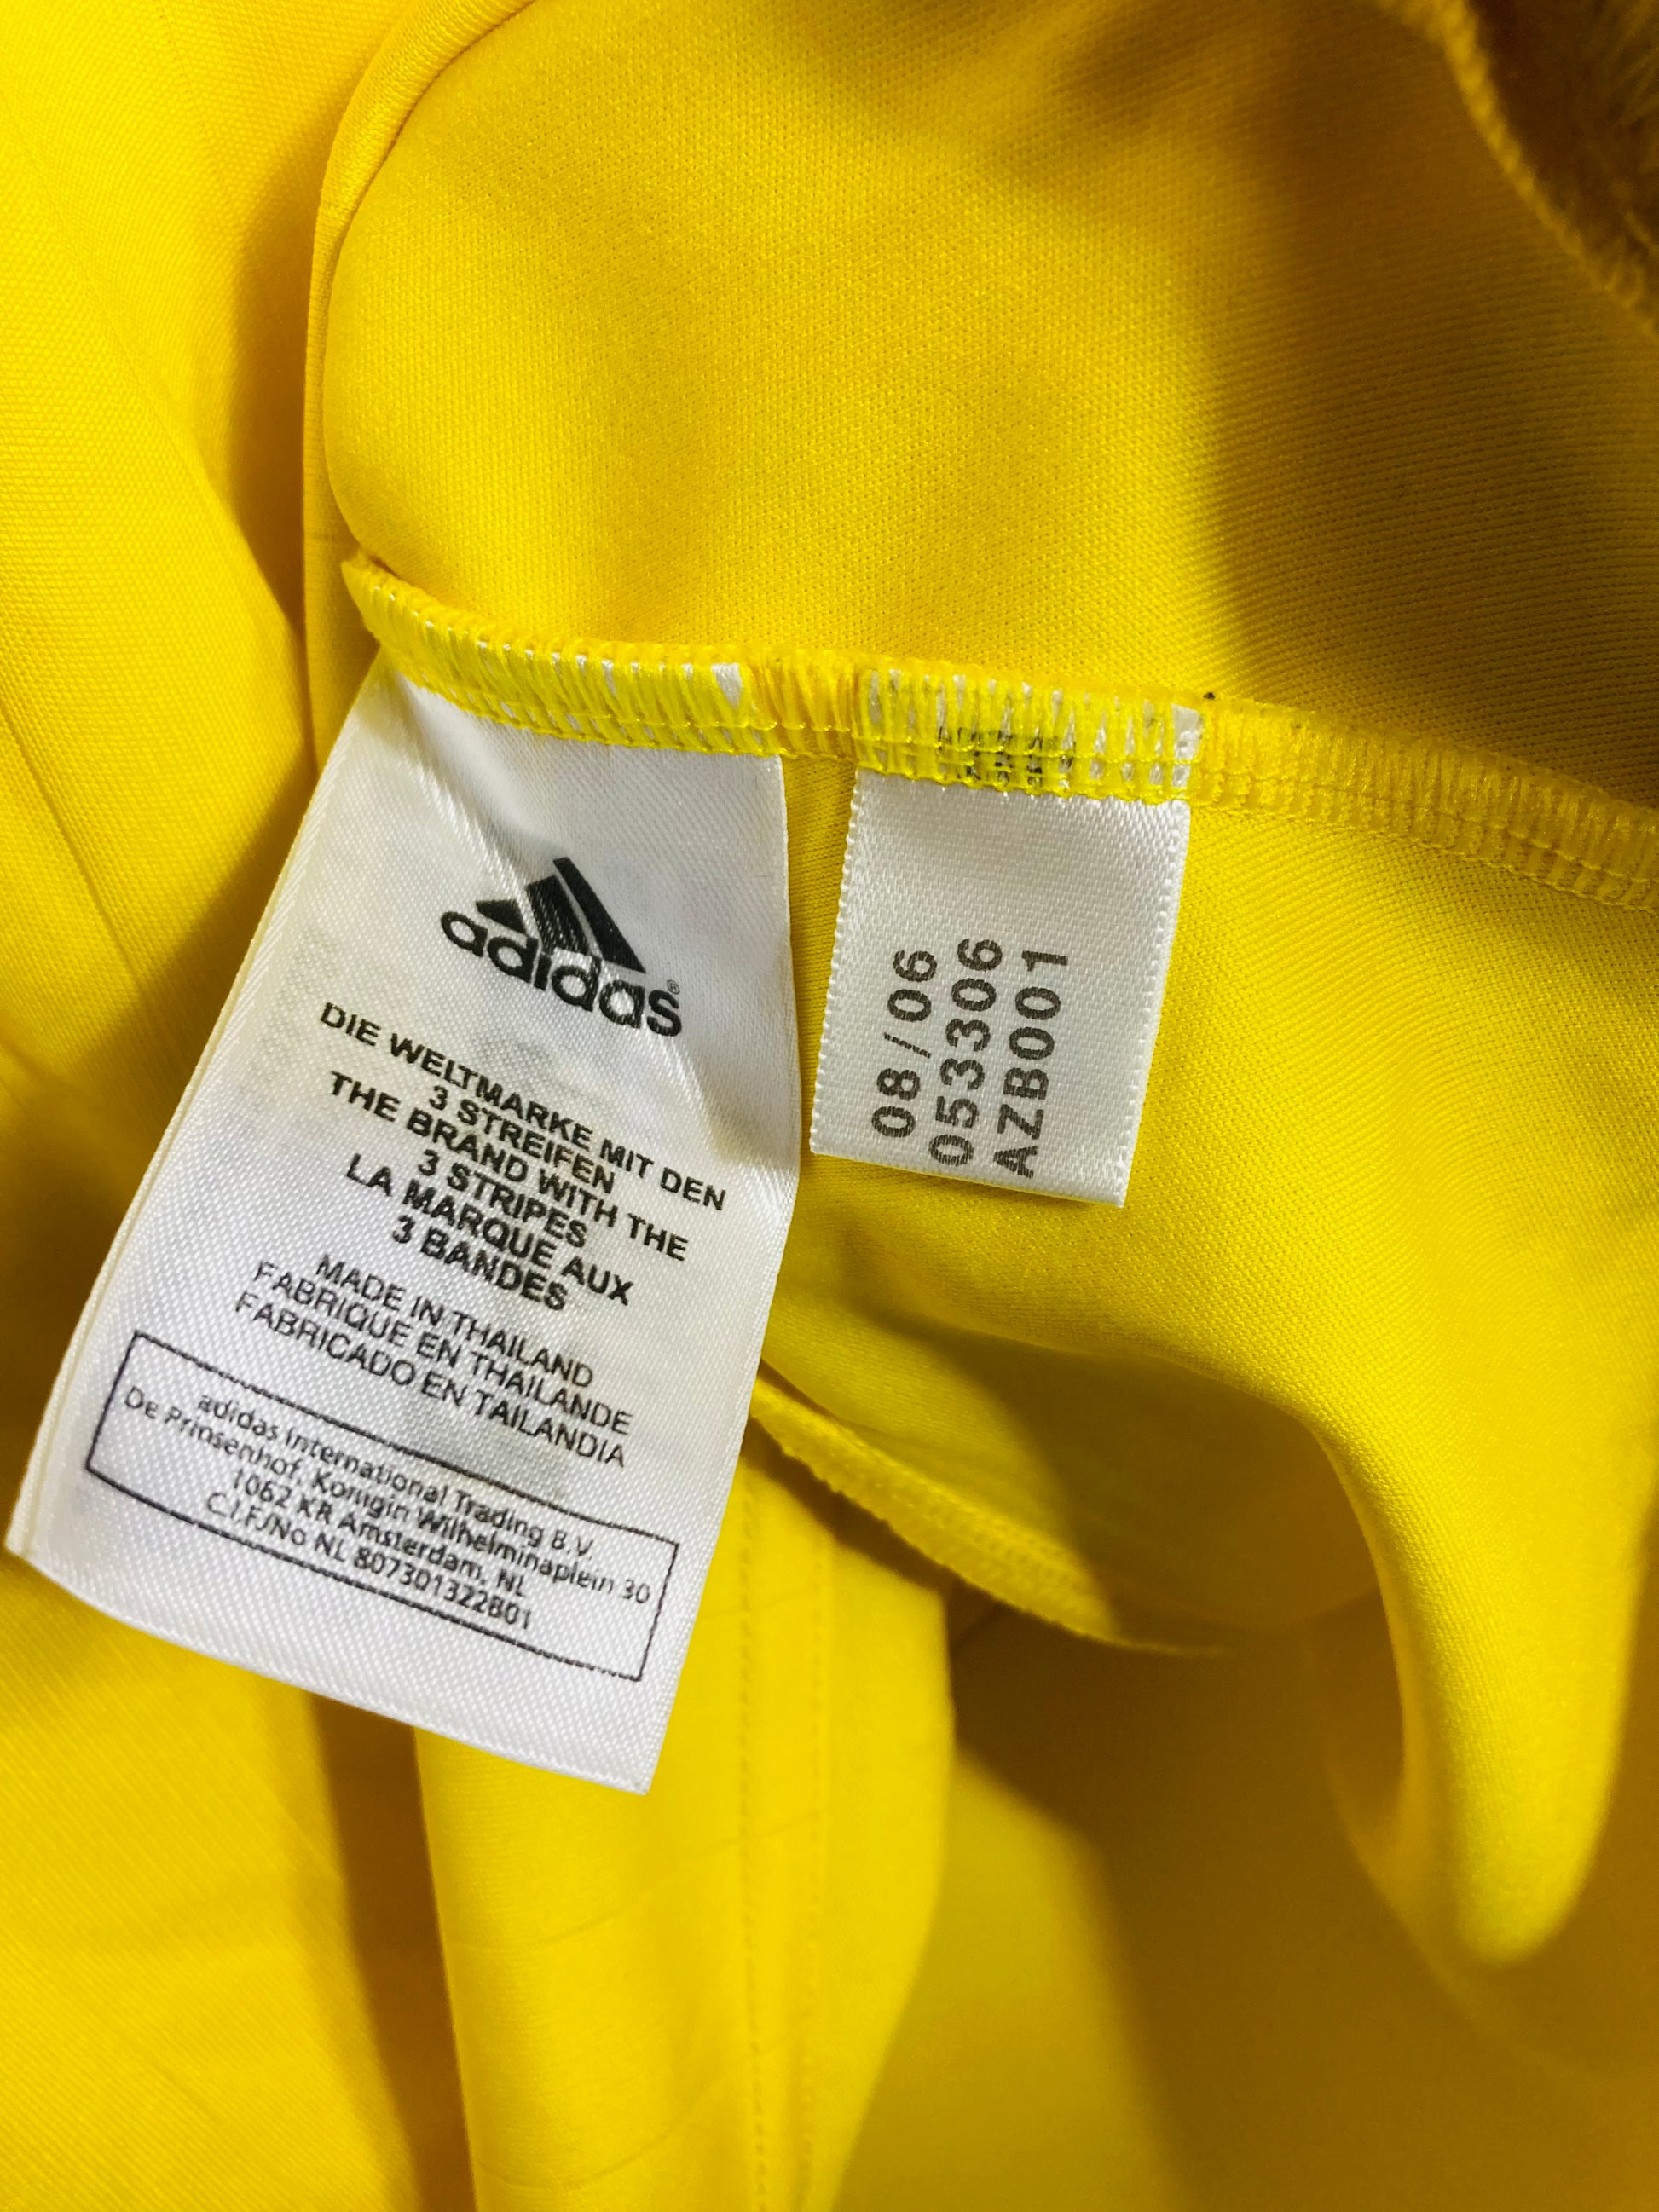 adidas®
DIE WELTMARKE MIT DEN
3 STREIFEN
THE BRAND WITH THE
3 STRIPES
LA MARQUE AUX
3 BANDES
MADE IN THAILAND
FABRIQUE EN THAILANDE
FABRICADO EN TAILANDIA
adidas International Trading B.V.
De Prinsenhof, Konigin Wilhelminaplein 30
1062 KR Amsterdam, NL
C.I.F./No NL 807301322B01
08/06
053306
AZB001